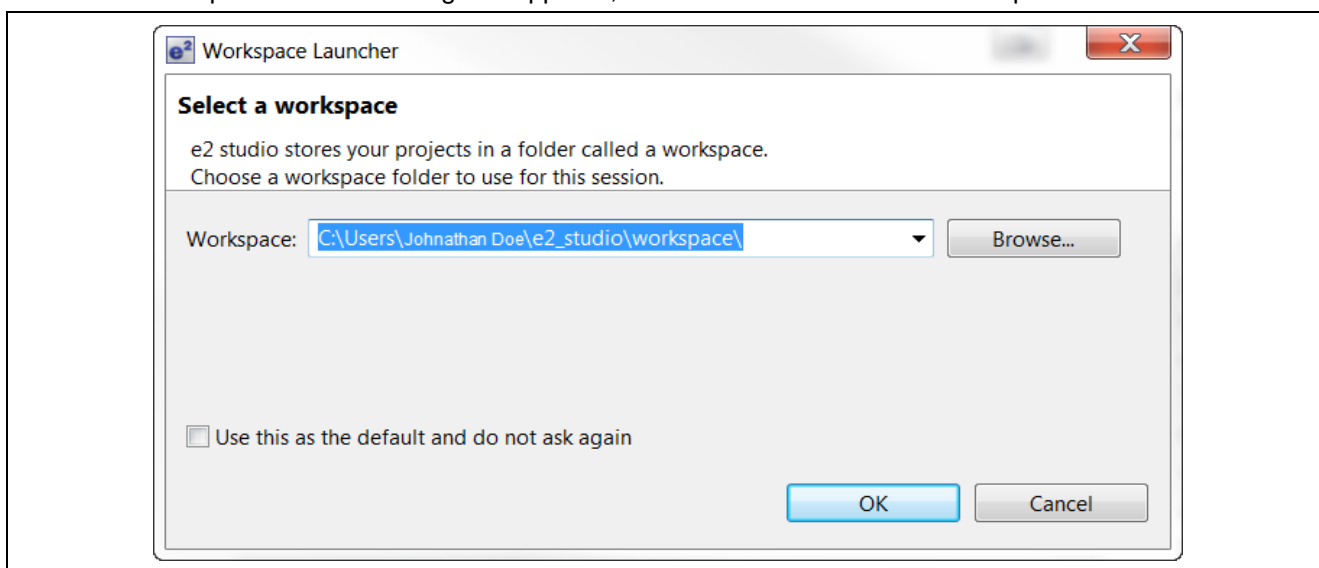 e² Workspace Launcher
X
Select a workspace
e2 studio stores your projects in a folder called a workspace.
Choose a workspace folder to use for this session.
Workspace: C:\Users\Johnathan Doe\e2_studio\workspace\ Browse...
Use this as the default and do not ask again
OK Cancel